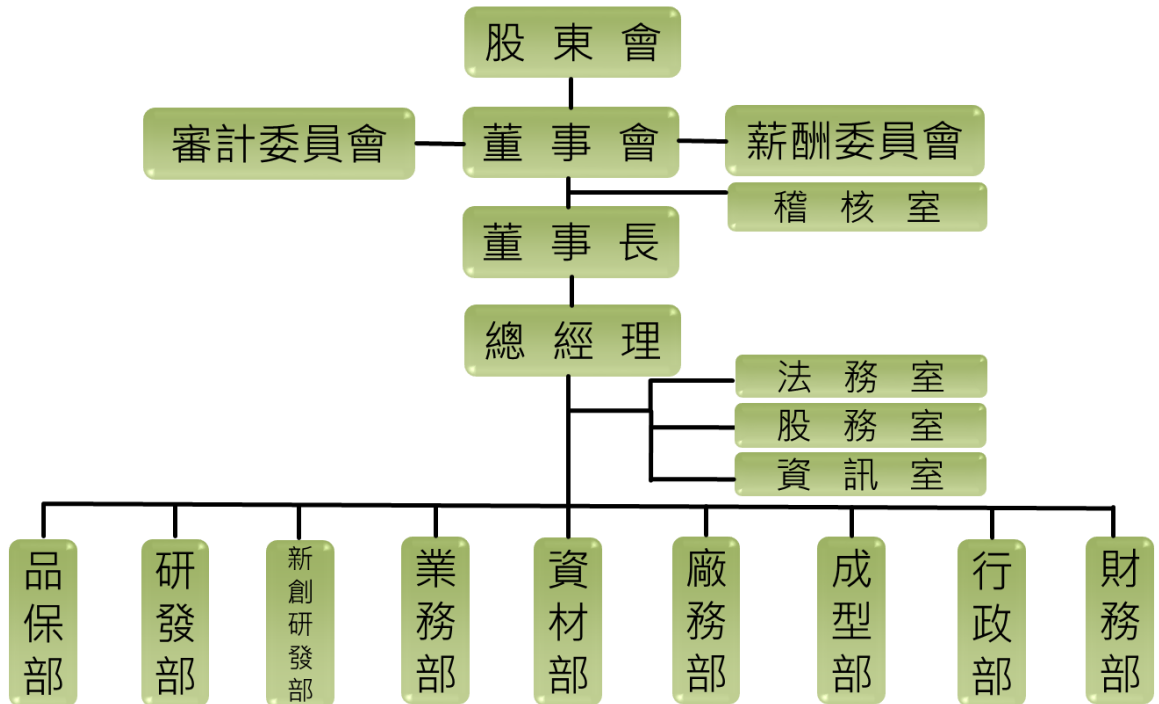 股東會
審計委員會
董事會
薪酬委員會
稽核室
董事長
總經理
法務室
股務室
資訊室
品保部
研發部
新創研發部
業務部
資材部
廠務部
成型部
行政部
財務部